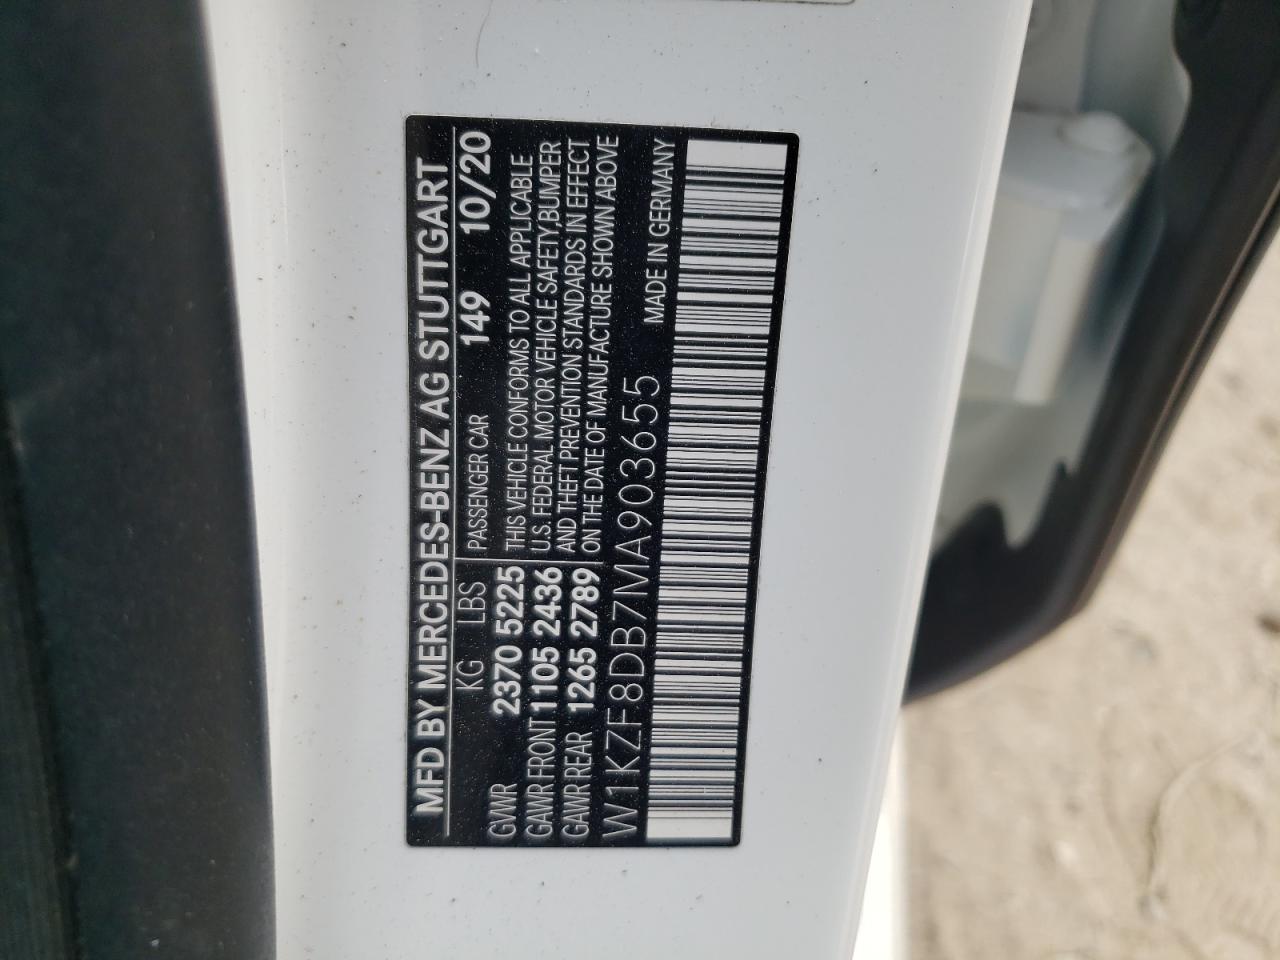 MFD BY MERCEDES-BENZ AG STUTTGART
KG LBS PASSENGER CAR 149 10/20
GVWR 2370 5225 THIS VEHICLE CONFORMS TO ALL APPLICABLE
GAWR FRONT 1105 2436 U.S. FEDERAL MOTOR VEHICLE SAFETY, BUMPER
GAWR REAR 1265 2789 AND THEFT PREVENTION STANDARDS IN EFFECT
ON THE DATE OF MANUFACTURE SHOWN ABOVE
W1KZF8DB7MA903655 MADE IN GERMANY